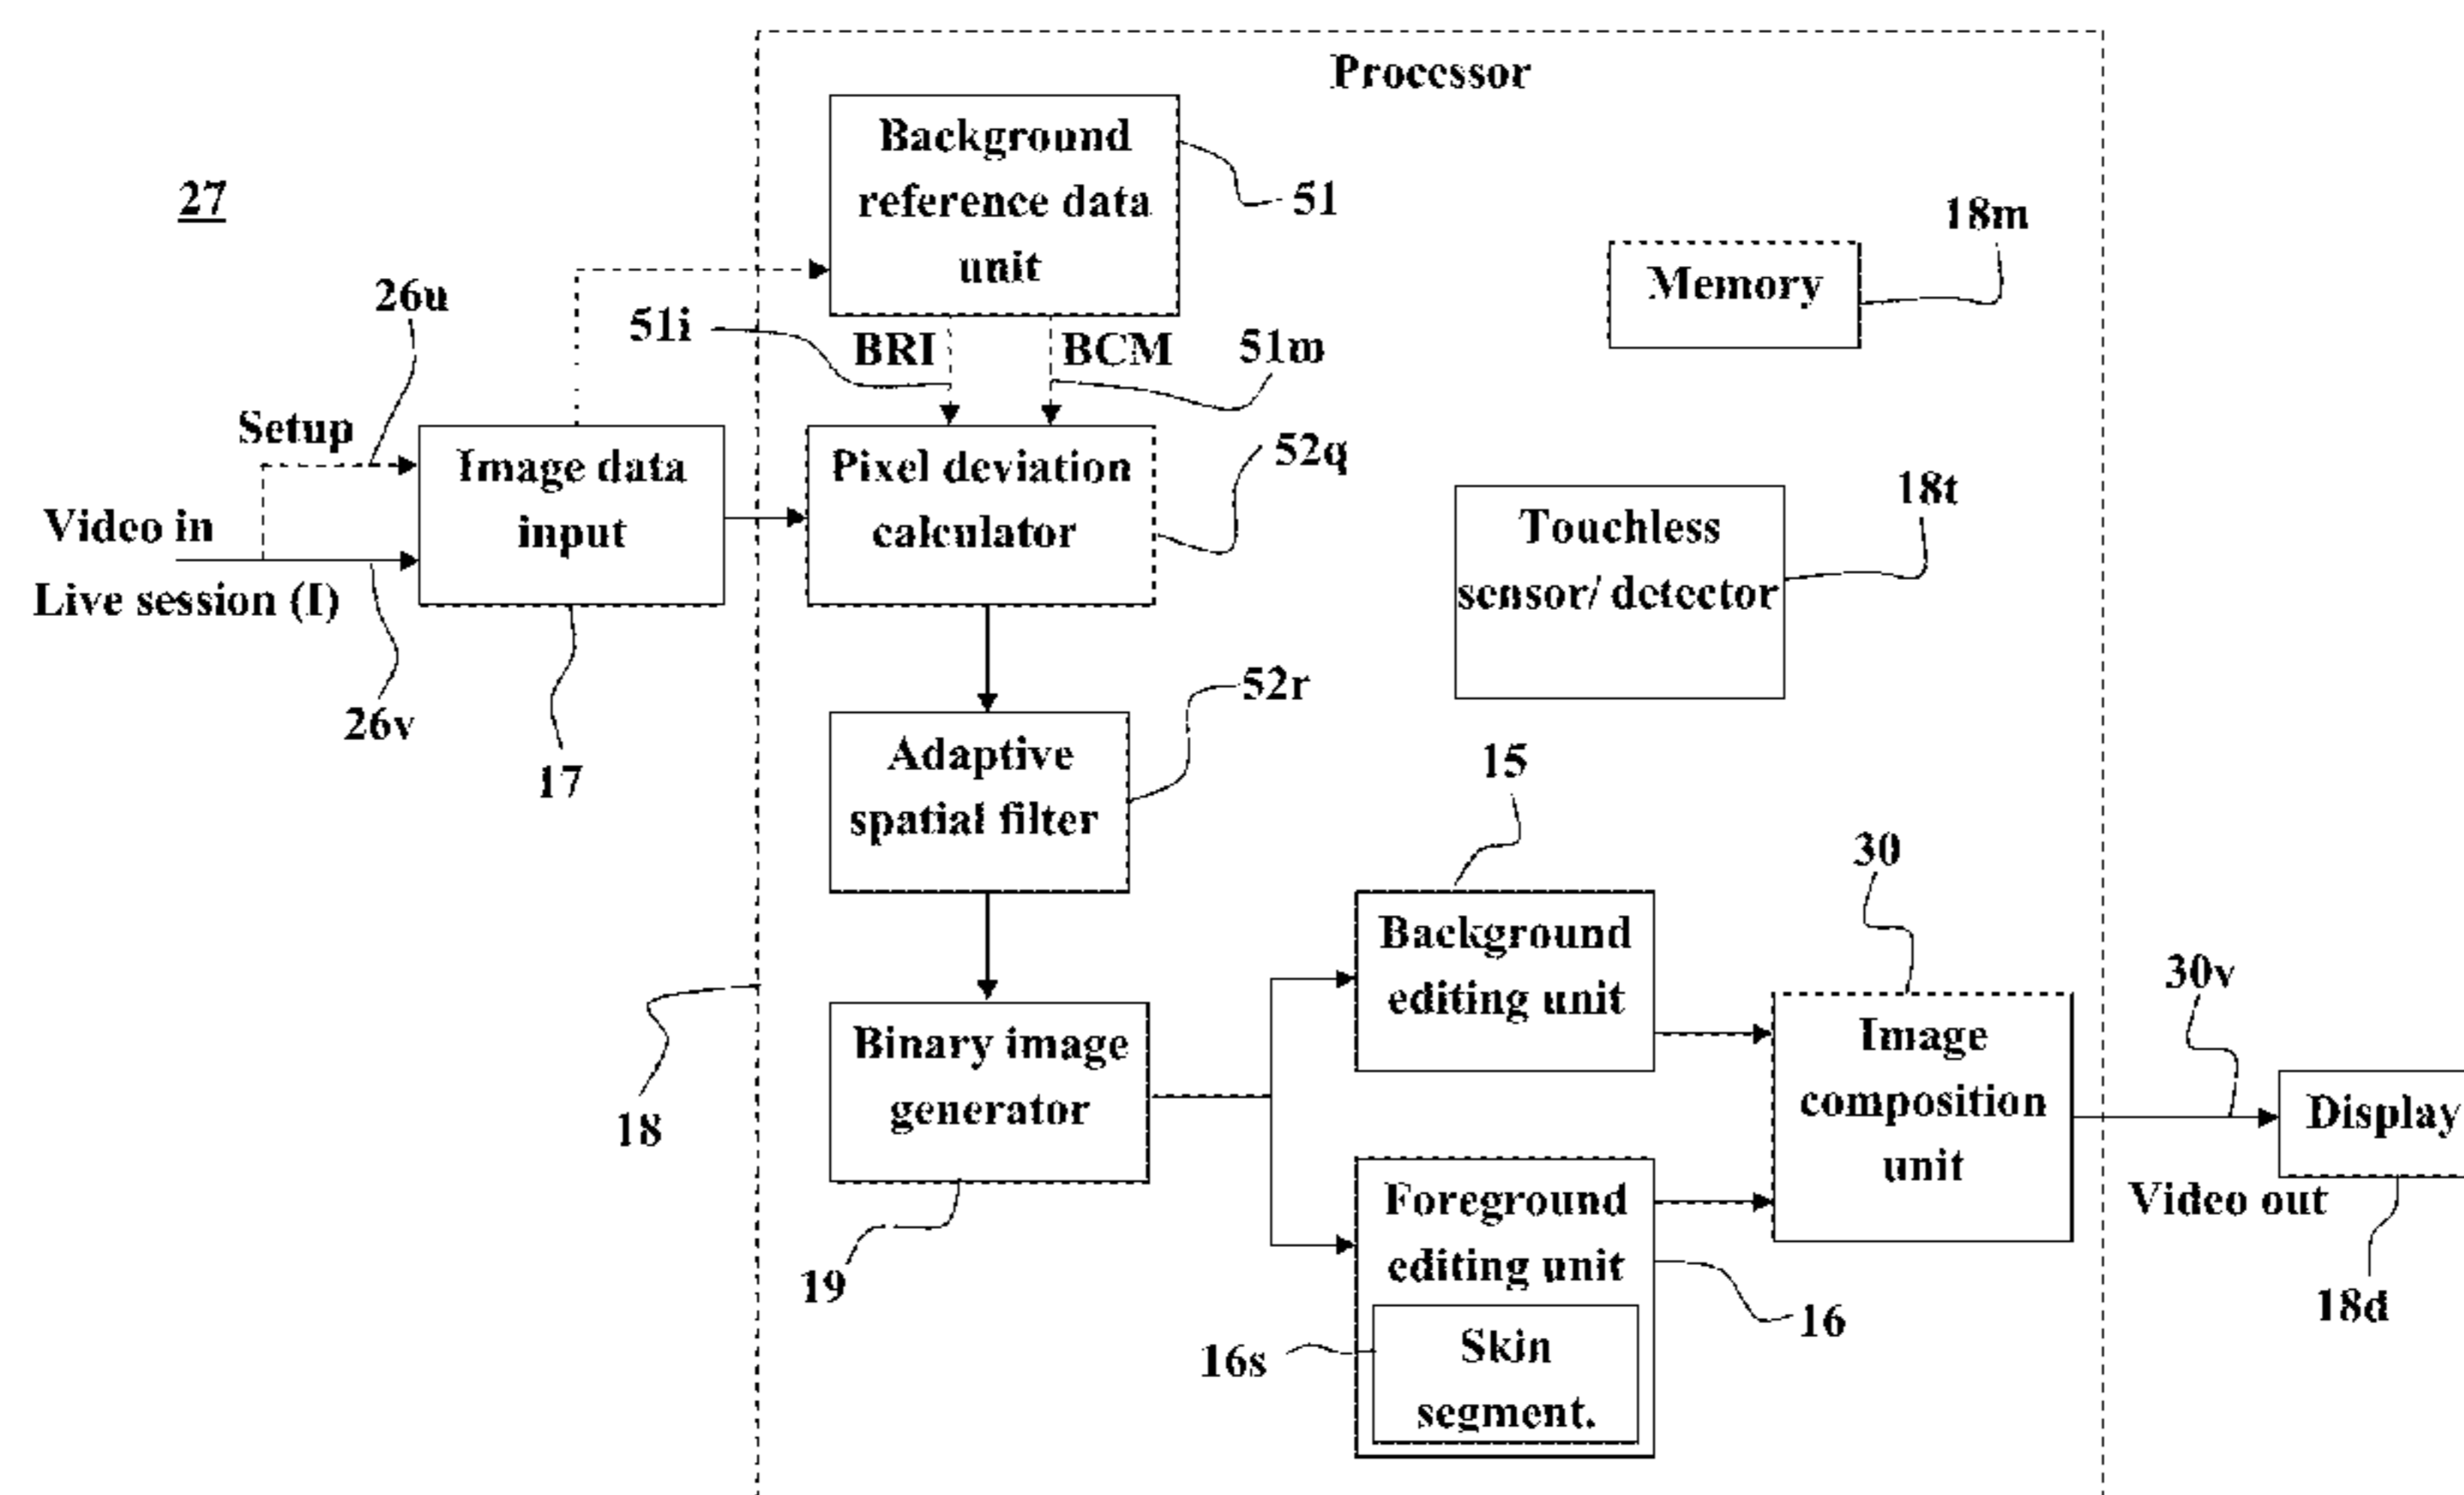 Processor
Background
reference data
unit
51
27
18m
Memory
26u
51i
BRI
BCM
51m
Setup
Image data
input
Pixel deviation
calculator
52q
Video in
Live session (I)
Touchless
sensor/ detector
18t
26v
17
Adaptive
spatial filter
52r
15
30
Background
editing unit
30v
Binary image
generator
Image
composition
unit
Display
18
Video out
19
Foreground
editing unit
16
18d
16s
Skin
segment.